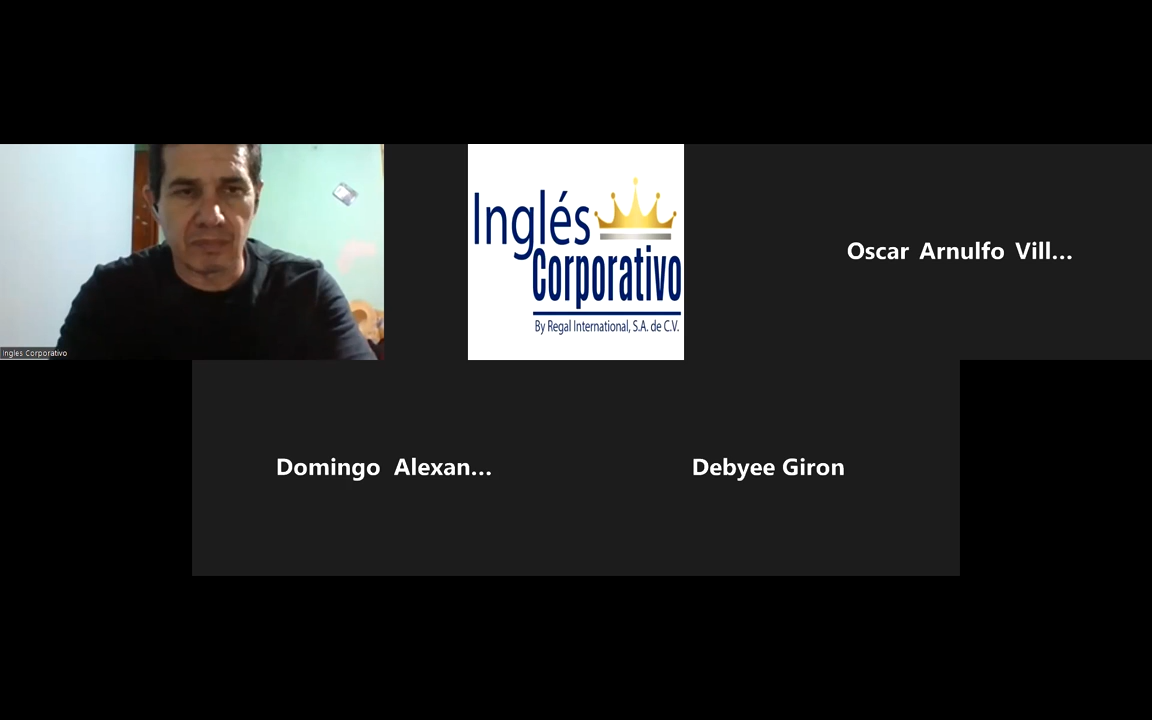 Ingles Corporativo
Inglés
Corporativo
By Regal International, S.A. de C.V.
Oscar Arnulfo Vill...
Domingo Alexan...
Debyee Giron